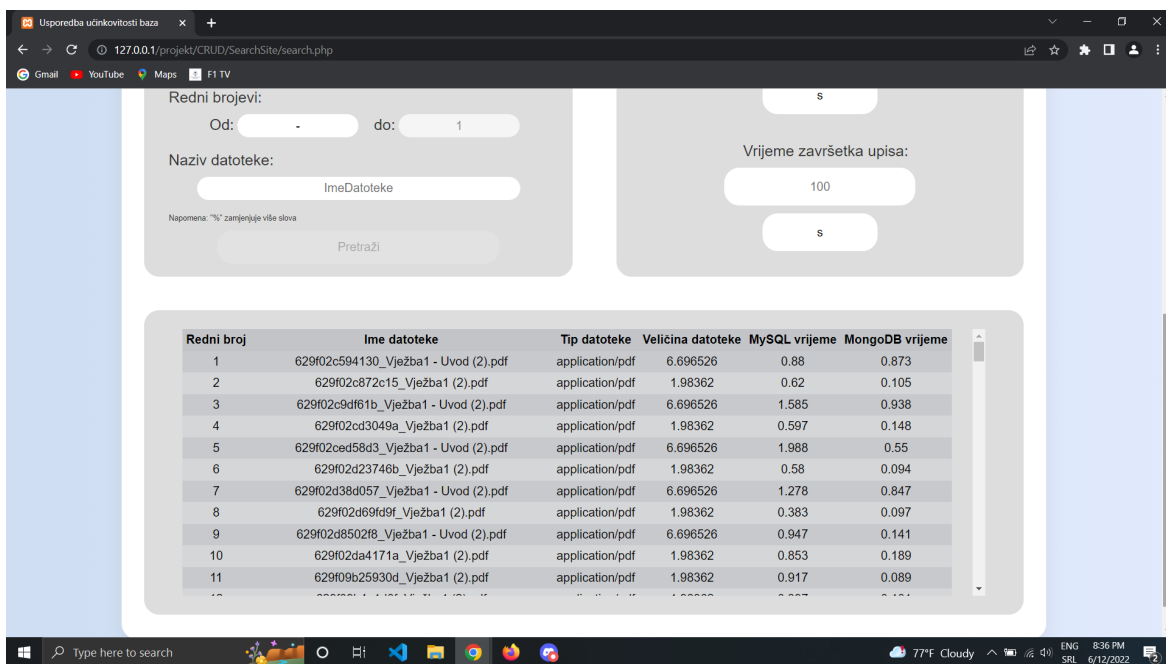 Usporedba učinkovitosti baza
127.0.0.1/projekt/CRUD/SearchSite/search.php
Gmail YouTube Maps F1 TV
Redni brojevi:
Od: - do: 1
Naziv datoteke:
ImeDatoteke
Napomena: "%" zamjenjuje više slova
Pretraži
s
Vrijeme završetka upisa:
100
s
Redni broj Ime datoteke Tip datoteke Veličina datoteke MySQL vrijeme MongoDB vrijeme
1 629f02c594130_Vježba1 - Uvod (2).pdf application/pdf 6.696526 0.88 0.873
2 629f02c872c15_Vježba1 (2).pdf application/pdf 1.98362 0.62 0.105
3 629f02c9df61b_Vježba1 - Uvod (2).pdf application/pdf 6.696526 1.585 0.938
4 629f02cd3049a_Vježba1 (2).pdf application/pdf 1.98362 0.597 0.148
5 629f02ced58d3_Vježba1 - Uvod (2).pdf application/pdf 6.696526 1.988 0.55
6 629f02d23746b_Vježba1 (2).pdf application/pdf 1.98362 0.58 0.094
7 629f02d38d057_Vježba1 - Uvod (2).pdf application/pdf 6.696526 1.278 0.847
8 629f02d69fd9f_Vježba1 (2).pdf application/pdf 1.98362 0.383 0.097
9 629f02d8502f8_Vježba1 - Uvod (2).pdf application/pdf 6.696526 0.947 0.141
10 629f02da4171a_Vježba1 (2).pdf application/pdf 1.98362 0.853 0.189
11 629f09b25930d_Vježba1 (2).pdf application/pdf 1.98362 0.917 0.089
Type here to search
77°F Cloudy
ENG 8:36 PM
SRL 6/12/2022